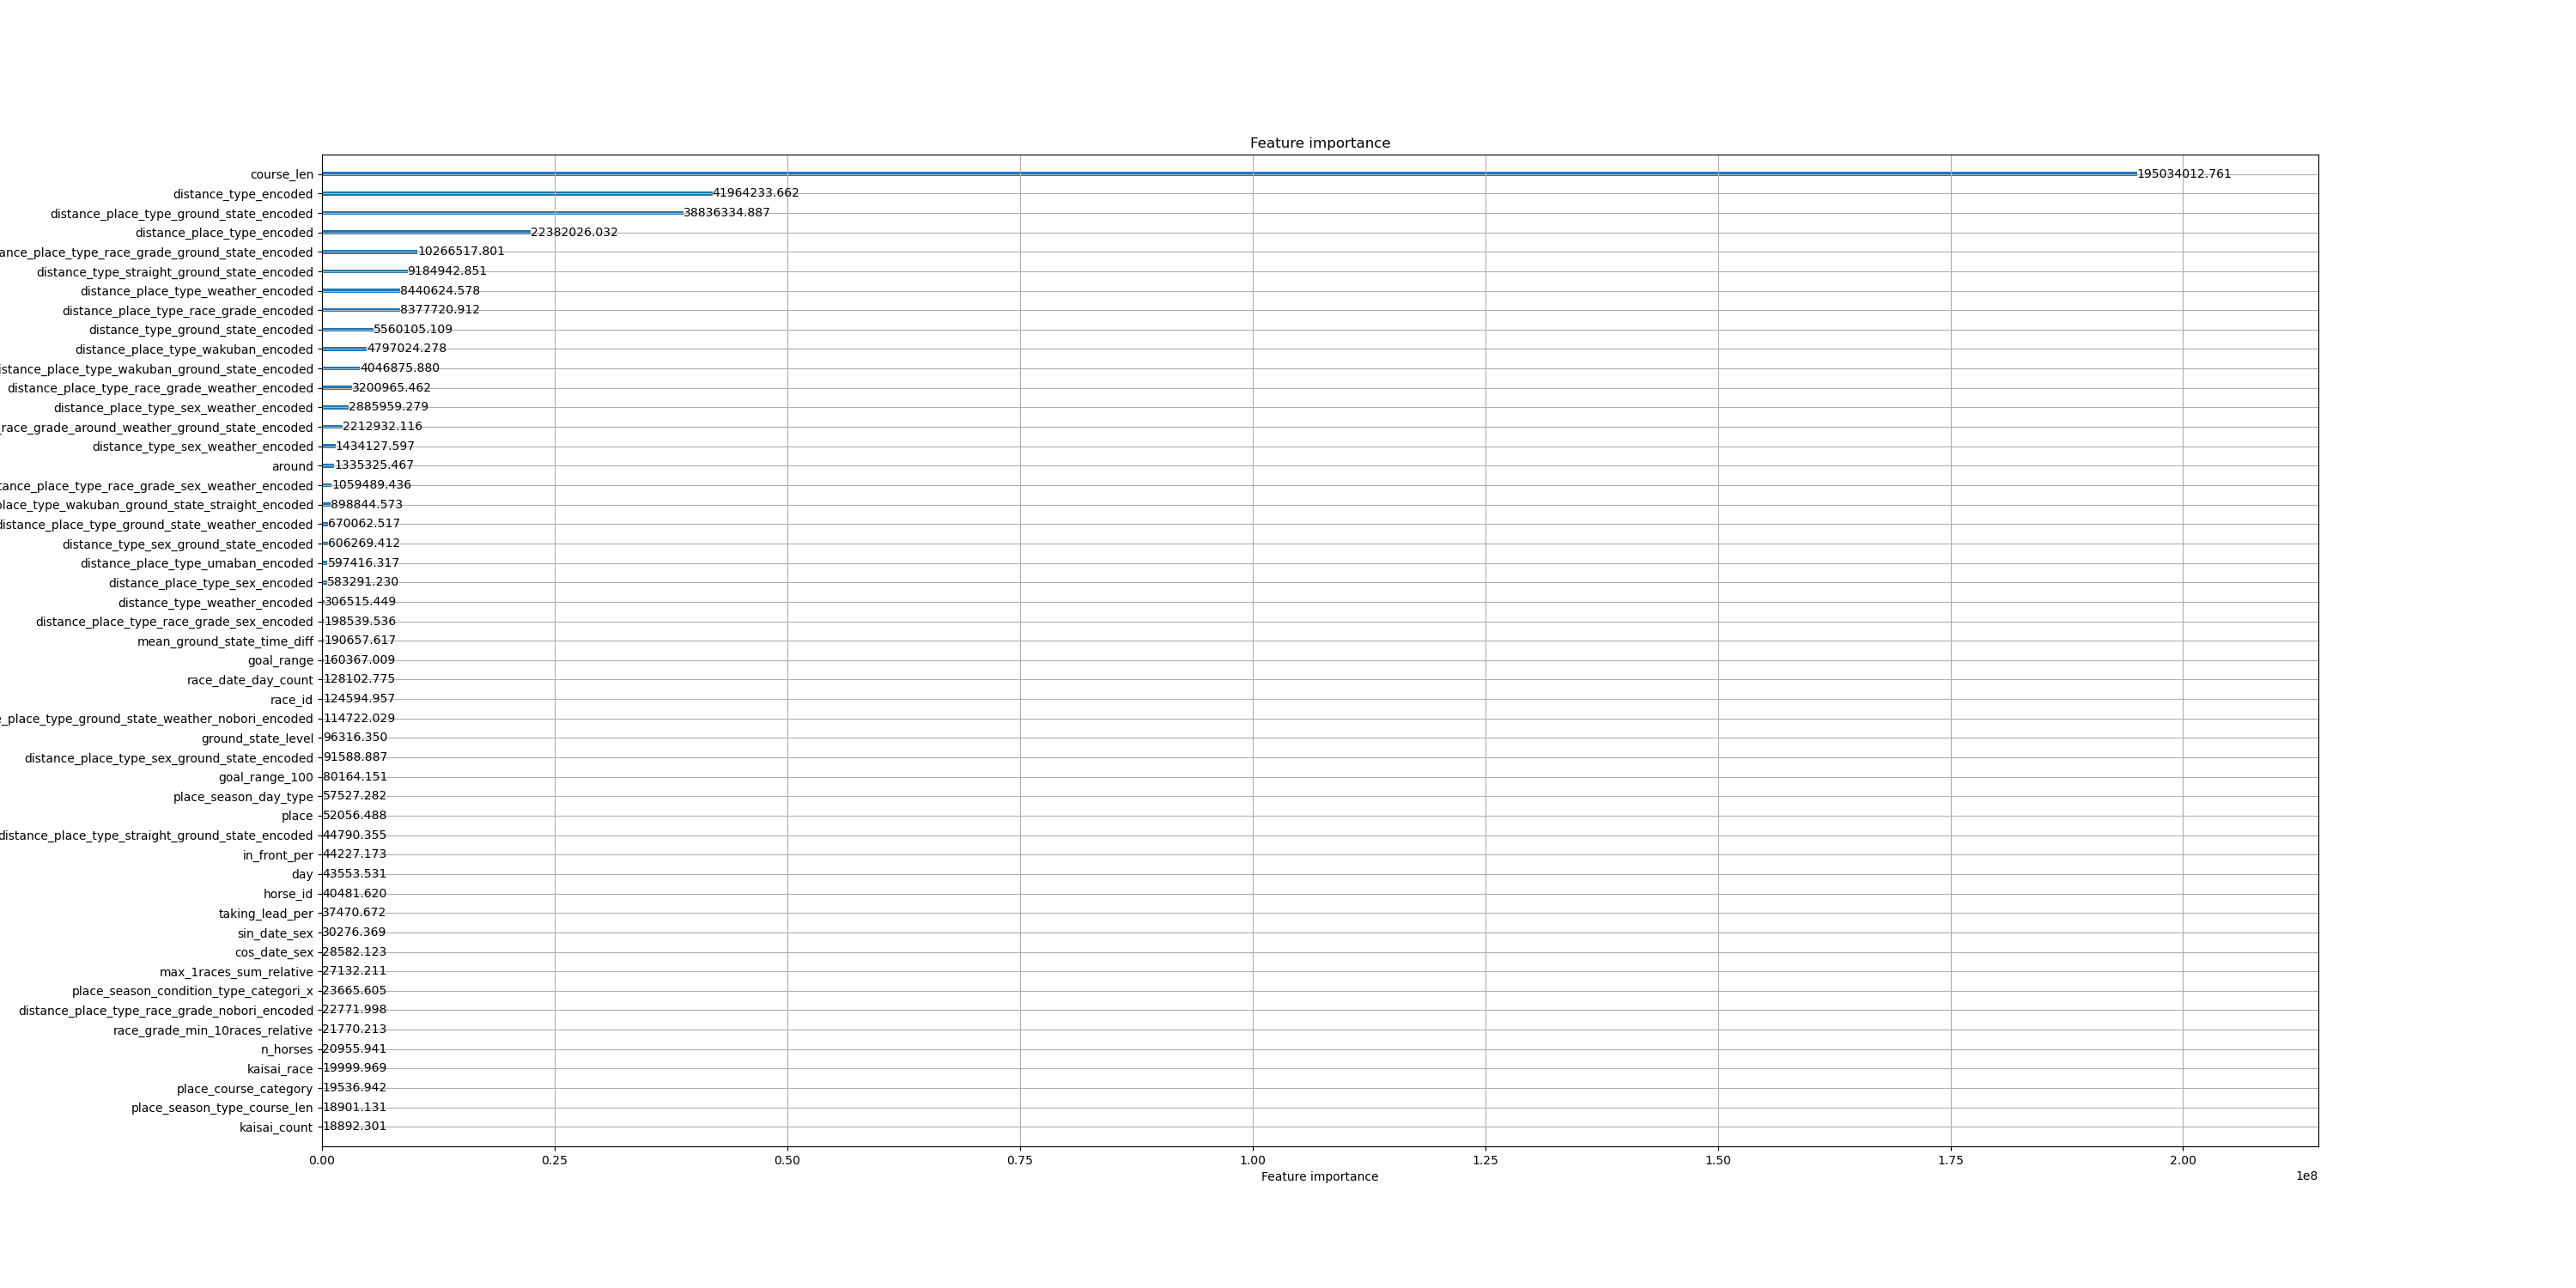 Feature importance
course_len 195034012.761
distance_type_encoded 41964233.662
distance_place_type_ground_state_encoded 38836334.887
distance_place_type_encoded 22382026.032
ance_place_type_race_grade_ground_state_encoded 10266517.801
distance_type_straight_ground_state_encoded 9184942.851
distance_place_type_weather_encoded 8440624.578
distance_place_type_race_grade_encoded 8377720.912
distance_type_ground_state_encoded 5560105.109
distance_place_type_wakuban_encoded 4797024.278
istance_place_type_wakuban_ground_state_encoded 4046875.880
distance_place_type_race_grade_weather_encoded 3200965.462
distance_place_type_sex_weather_encoded 2885959.279
_race_grade_around_weather_ground_state_encoded 2212932.116
distance_type_sex_weather_encoded 1434127.597
around 1335325.467
tance_place_type_race_grade_sex_weather_encoded 1059489.436
place_type_wakuban_ground_state_straight_encoded 898844.573
distance_place_type_ground_state_weather_encoded 670062.517
distance_type_sex_ground_state_encoded 606269.412
distance_place_type_umaban_encoded 597416.317
distance_place_type_sex_encoded 583291.230
distance_type_weather_encoded 306515.449
distance_place_type_race_grade_sex_encoded 198539.536
mean_ground_state_time_diff 190657.617
goal_range 160367.009
race_date_day_count 128102.775
race_id 124594.957
e_place_type_ground_state_weather_nobori_encoded 114722.029
ground_state_level 96316.350
distance_place_type_sex_ground_state_encoded 91588.887
goal_range_100 80164.151
place_season_day_type 57527.282
place 52056.488
distance_place_type_straight_ground_state_encoded 44790.355
in_front_per 44227.173
day 43553.531
horse_id 40481.620
taking_lead_per 37470.672
sin_date_sex 30276.369
cos_date_sex 28582.123
max_1races_sum_relative 27132.211
place_season_condition_type_categori_x 23665.605
distance_place_type_race_grade_nobori_encoded 22771.998
race_grade_min_10races_relative 21770.213
n_horses 20955.941
kaisai_race 19999.969
place_course_category 19536.942
place_season_type_course_len 18901.131
kaisai_count 18892.301
0.00 0.25 0.50 0.75 1.00 1.25 1.50 1.75 2.00
Feature importance
1e8